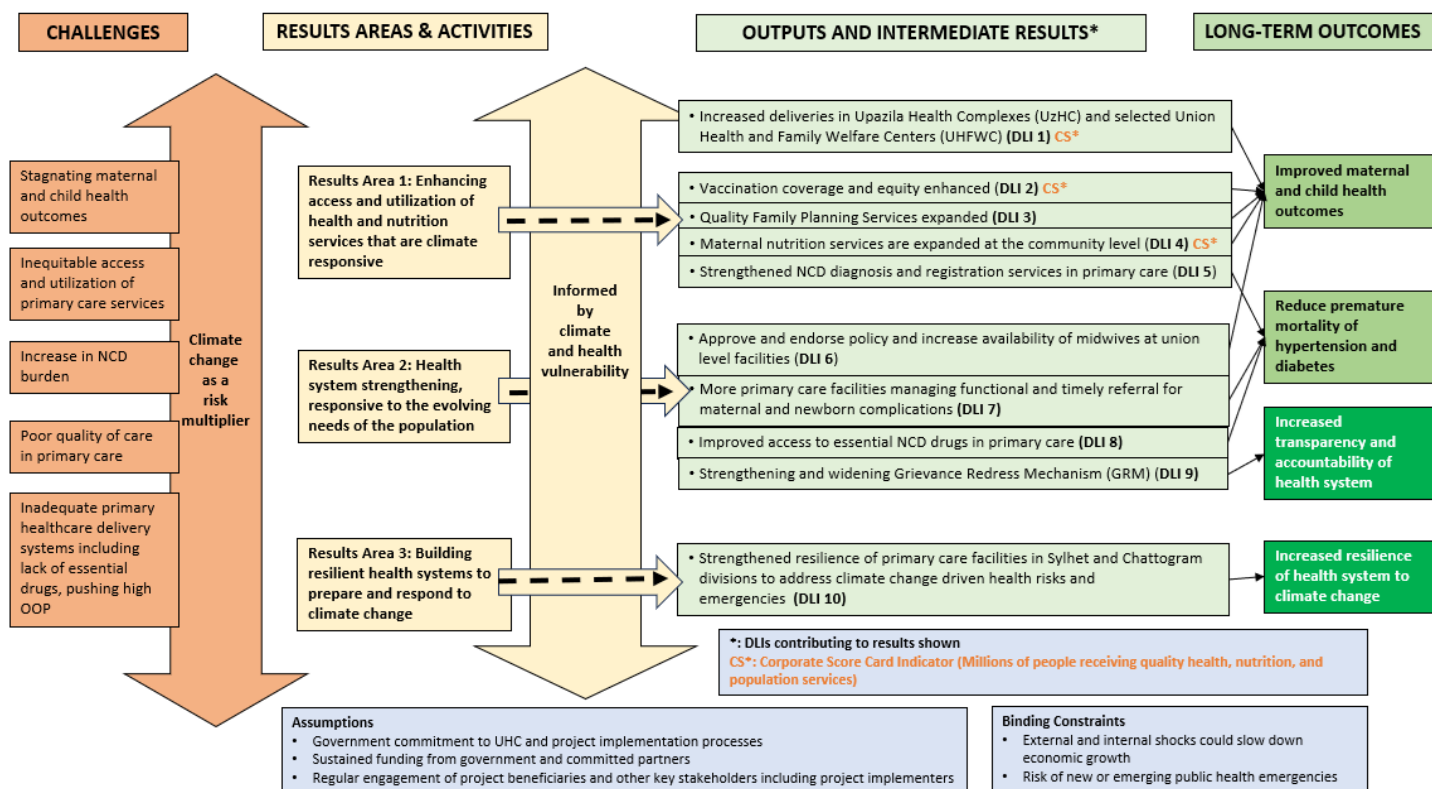 CHALLENGES
RESULTS AREAS & ACTIVITIES
OUTPUTS AND INTERMEDIATE RESULTS*
LONG-TERM OUTCOMES
Stagnating maternal
and child health
outcomes
Inequitable access
and utilization of
primary care services
Increase in NCD
burden
Poor quality of care
in primary care
Inadequate primary
healthcare delivery
systems including
lack of essential
drugs, pushing high
OOP
Climate
change
as a
risk
multiplier
Results Area 1: Enhancing
access and utilization of
health and nutrition
services that are climate
responsive
Results Area 2: Health
system strengthening,
responsive to the evolving
needs of the population
Results Area 3: Building
resilient health systems to
prepare and respond to
climate change
Informed
by
climate
and health
vulnerability
• Increased deliveries in Upazila Health Complexes (UzHC) and selected Union
Health and Family Welfare Centers (UHFWC) (DLI 1) CS*
• Vaccination coverage and equity enhanced (DLI 2) CS*
• Quality Family Planning Services expanded (DLI 3)
• Maternal nutrition services are expanded at the community level (DLI 4) CS*
• Strengthened NCD diagnosis and registration services in primary care (DLI 5)
• Approve and endorse policy and increase availability of midwives at union
level facilities (DLI 6)
• More primary care facilities managing functional and timely referral for
maternal and newborn complications (DLI 7)
• Improved access to essential NCD drugs in primary care (DLI 8)
• Strengthening and widening Grievance Redress Mechanism (GRM) (DLI 9)
• Strengthened resilience of primary care facilities in Sylhet and Chattogram
divisions to address climate change driven health risks and
emergencies (DLI 10)
Improved maternal
and child health
outcomes
Reduce premature
mortality of
hypertension and
diabetes
Increased
transparency and
accountability of
health system
Increased resilience
of health system to
climate change
*: DLIs contributing to results shown
CS*: Corporate Score Card Indicator (Millions of people receiving quality health, nutrition, and
population services)
Assumptions
• Government commitment to UHC and project implementation processes
• Sustained funding from government and committed partners
• Regular engagement of project beneficiaries and other key stakeholders including project implementers
Binding Constraints
• External and internal shocks could slow down
economic growth
• Risk of new or emerging public health emergencies